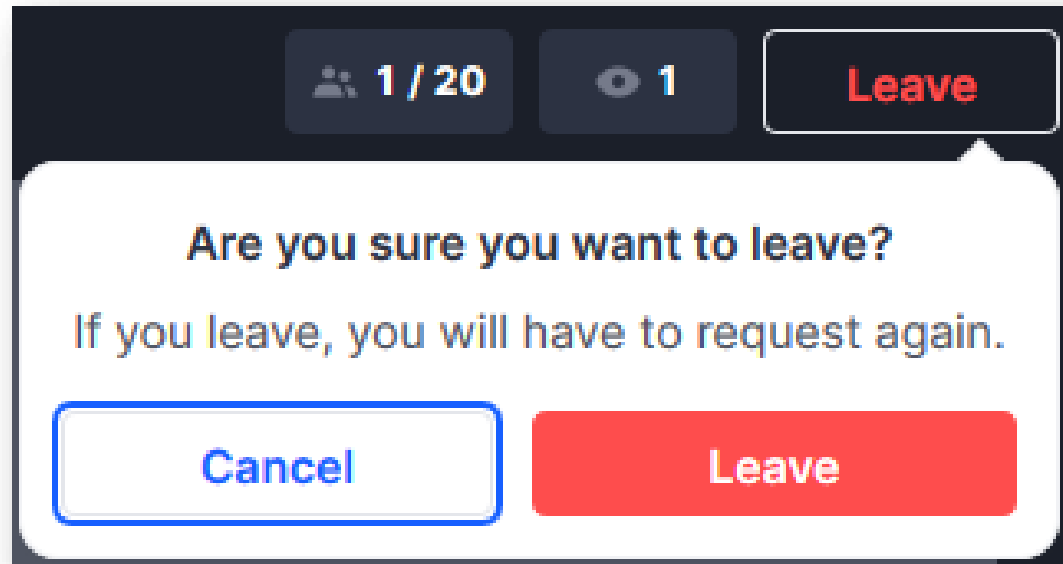 1 / 20 1 Leave
Are you sure you want to leave?
If you leave, you will have to request again.
Cancel Leave